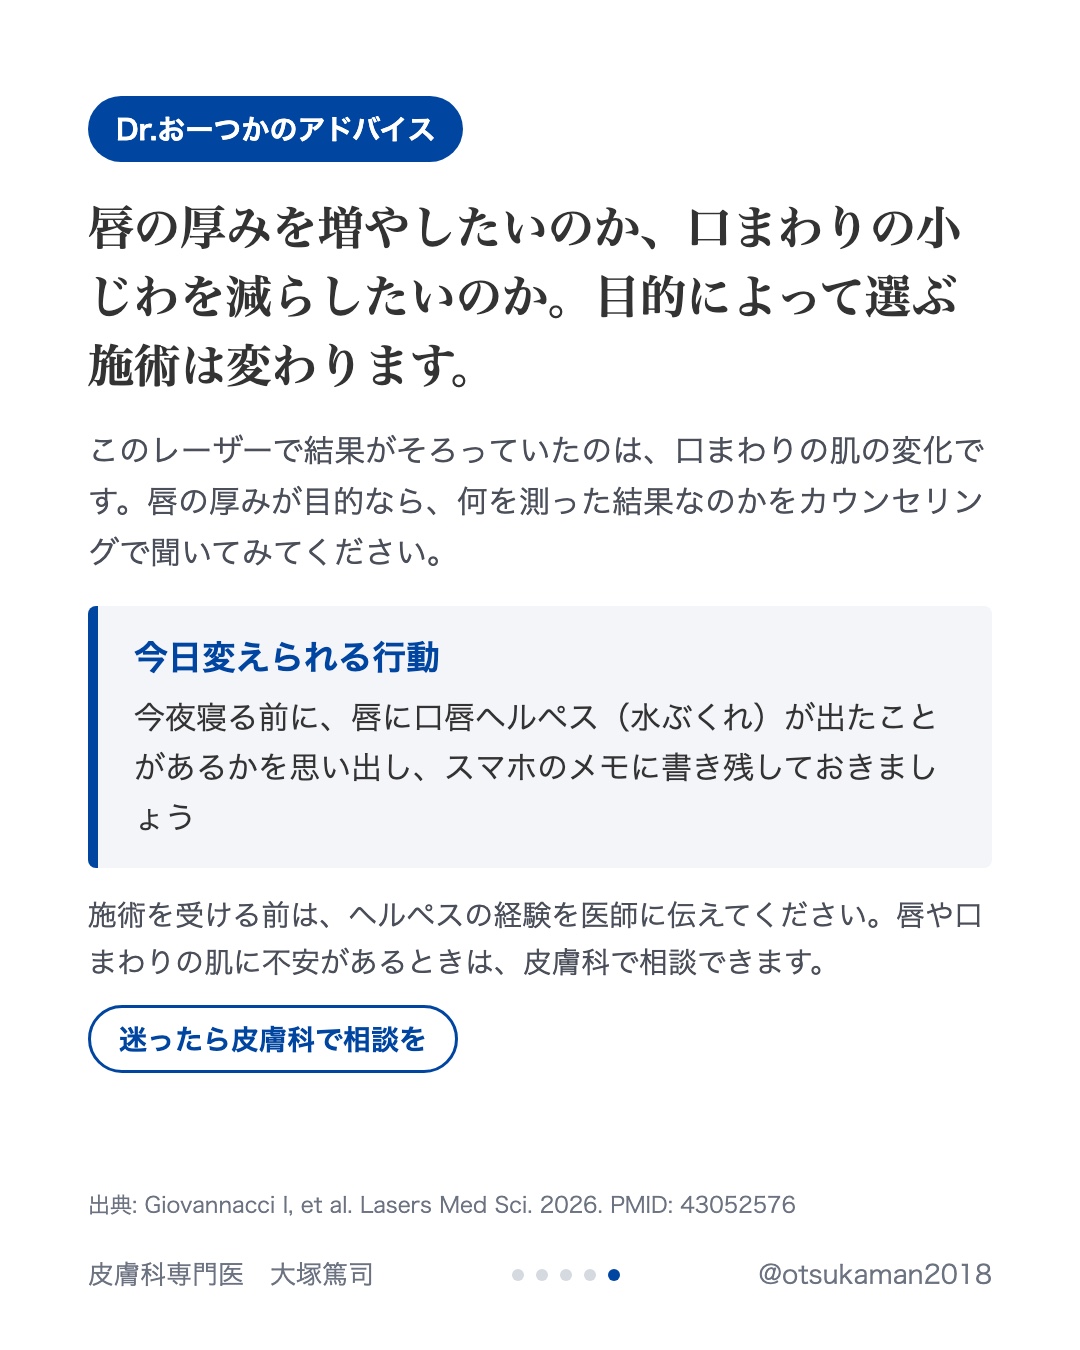 Dr.おーつかのアドバイス
唇の厚みを増やしたいのか、口まわりの小
じわを減らしたいのか。目的によって選ぶ
施術は変わります。
このレーザーで結果がそろっていたのは、口まわりの肌の変化で
す。唇の厚みが目的なら、何を測った結果なのかをカウンセリン
グで聞いてみてください。
今日変えられる行動
今夜寝る前に、唇に口唇ヘルペス（水ぶくれ）が出たこと
があるかを思い出し、スマホのメモに書き残しておきまし
ょう
施術を受ける前は、ヘルペスの経験を医師に伝えてください。唇や口
まわりの肌に不安があるときは、皮膚科で相談できます。
迷ったら皮膚科で相談を
出典: Giovannacci I, et al. Lasers Med Sci. 2026. PMID: 43052576
皮膚科専門医　大塚篤司
@otsukaman2018